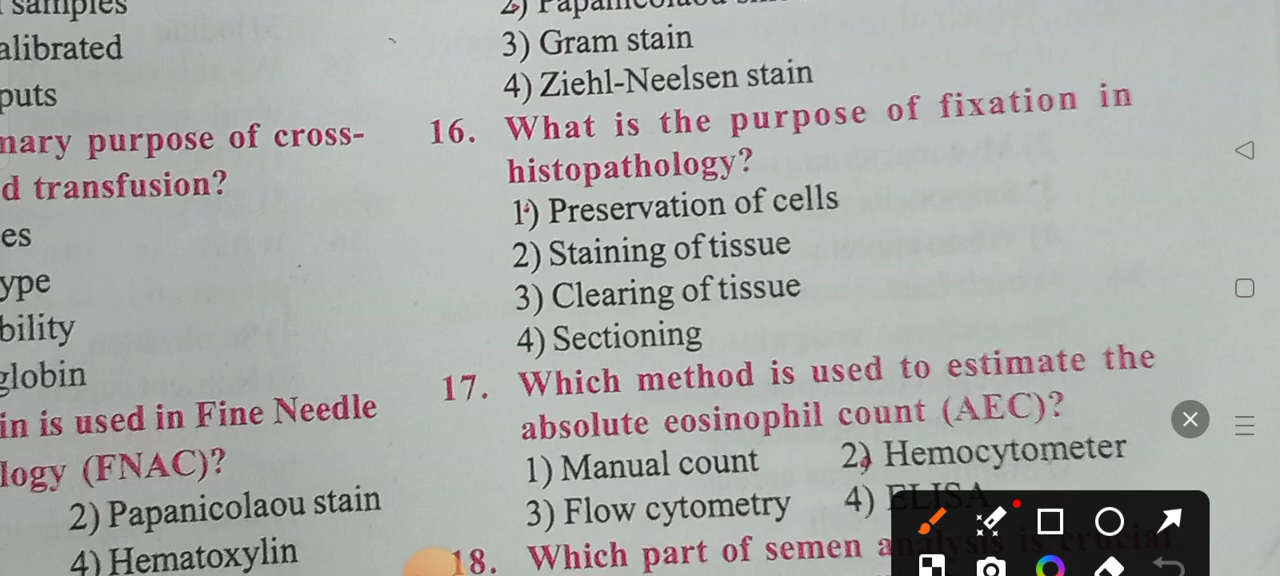 samples
alibrated
puts
nary purpose of cross-
d transfusion?
es
ype
bility
globin
in is used in Fine Needle
logy (FNAC)?
2) Papanicolaou stain
4) Hematoxylin
3) Gram stain
4) Ziehl-Neelsen stain
16. What is the purpose of fixation in
histopathology?
1) Preservation of cells
2) Staining of tissue
3) Clearing of tissue
4) Sectioning
17. Which method is used to estimate the
absolute eosinophil count (AEC)?
1) Manual count 2) Hemocytometer
3) Flow cytometry 4) ELISA
18. Which part of semen analysis is crucial